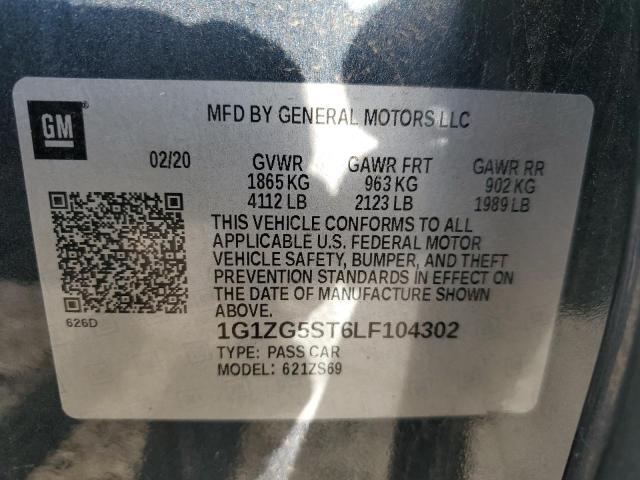 GM
MFD BY GENERAL MOTORS LLC
02/20 GVWR GAWR FRT GAWR RR
1865 KG 963 KG 902 KG
4112 LB 2123 LB 1989 LB
THIS VEHICLE CONFORMS TO ALL
APPLICABLE U.S. FEDERAL MOTOR
VEHICLE SAFETY, BUMPER, AND THEFT
PREVENTION STANDARDS IN EFFECT ON
THE DATE OF MANUFACTURE SHOWN
ABOVE.
626D
1G1ZG5ST6LF104302
TYPE: PASS CAR
MODEL: 621ZS69